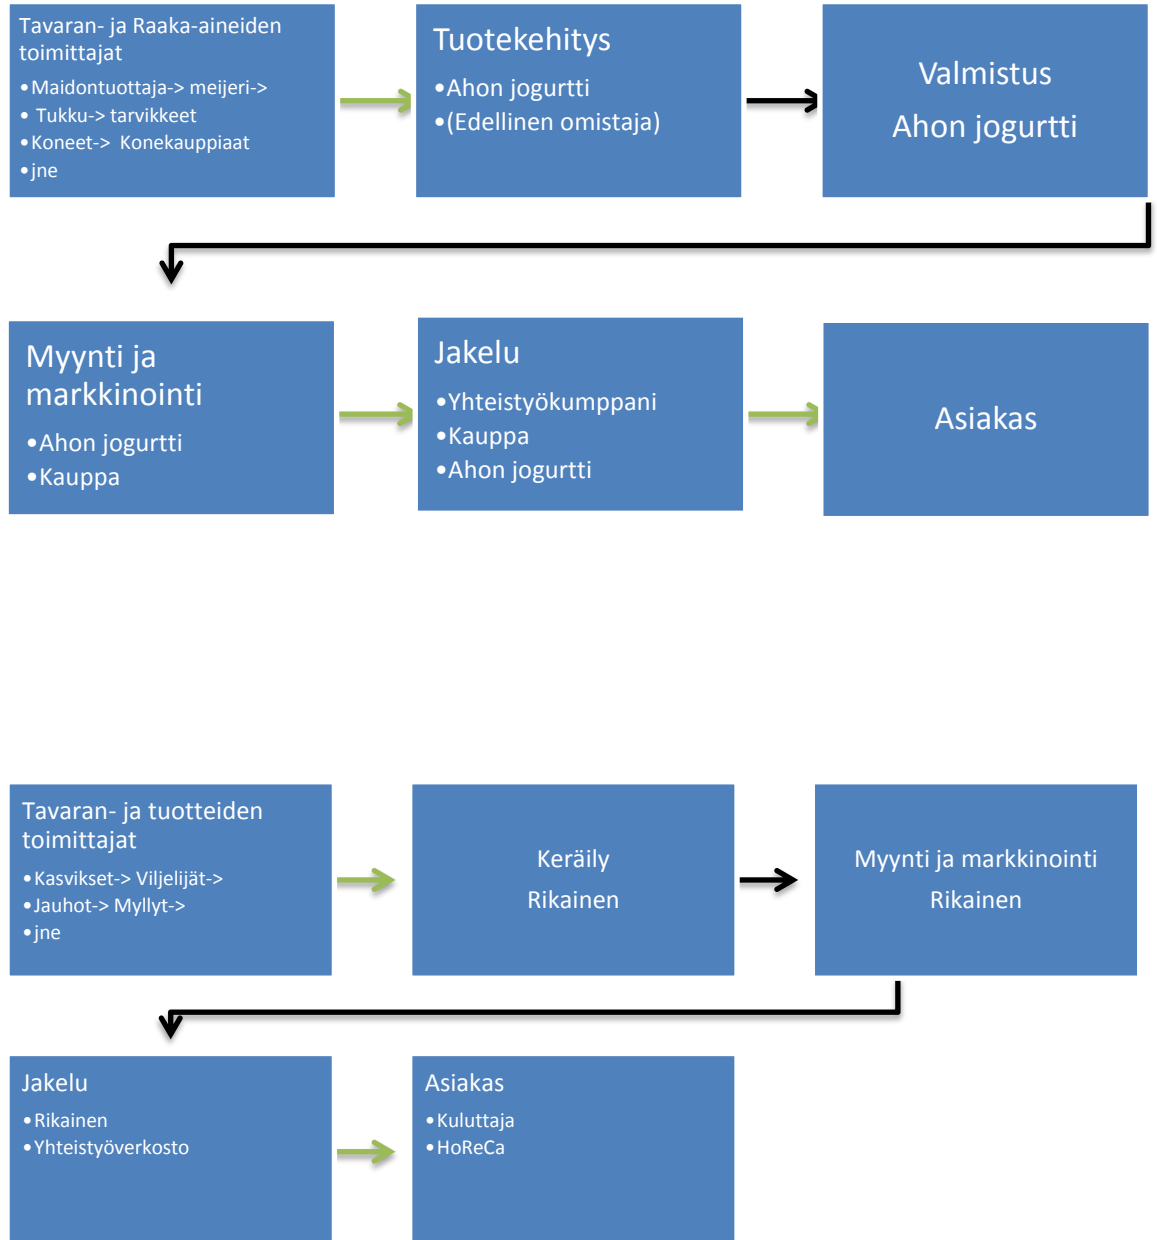 Tavaran- ja Raaka-aineiden
toimittajat
•Maidontuottaja-> meijeri->
• Tukku-> tarvikkeet
•Koneet-> Konekauppiaat
•jne
Tuotekehitys
•Ahon jogurtti
•(Edellinen omistaja)
Valmistus
Ahon jogurtti
Myynti ja
markkinointi
•Ahon jogurtti
•Kauppa
Jakelu
•Yhteistyökumppani
•Kauppa
•Ahon jogurtti
Asiakas
Tavaran- ja tuotteiden
toimittajat
•Kasvikset-> Viljelijät->
•Jauhot-> Myllyt->
•jne
Keräily
Rikainen
Myynti ja markkinointi
Rikainen
Jakelu
•Rikainen
•Yhteistyöverkosto
Asiakas
•Kuluttaja
•HoReCa